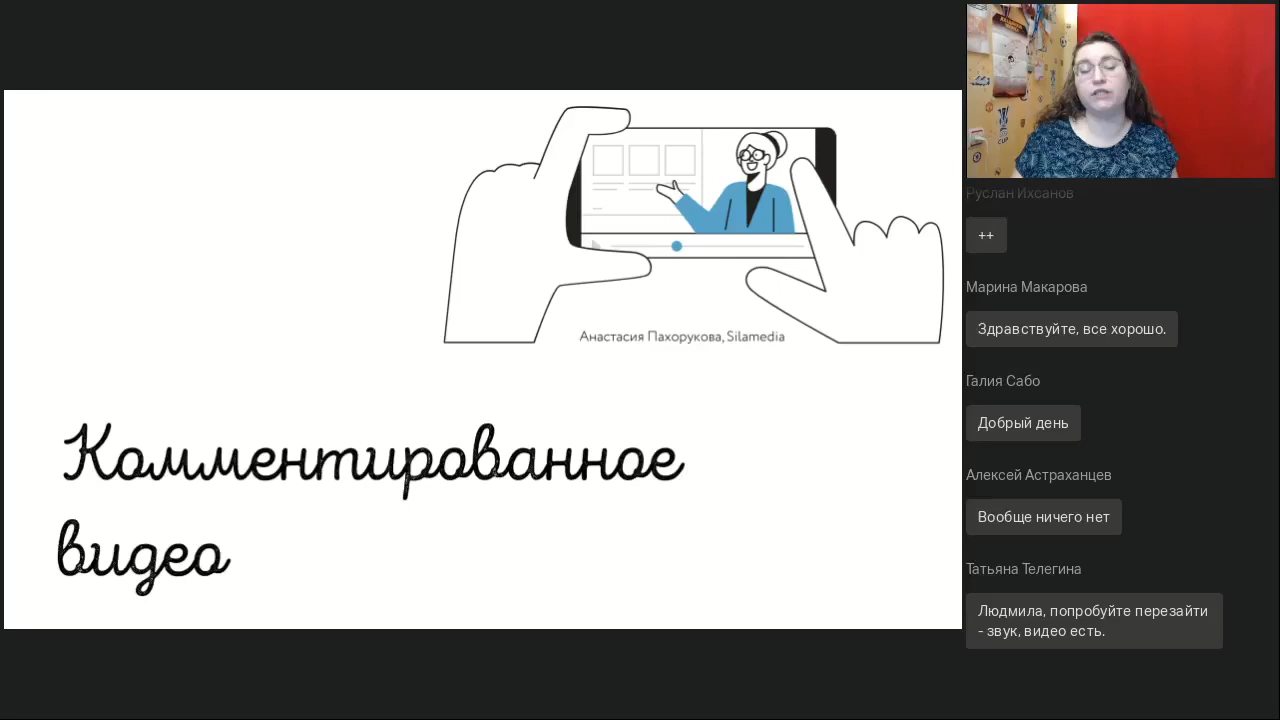 Анастасия Пахорукова, Silamedia
Комментированное
видео
CUP
Руслан Ихсанов
++
Марина Макарова
Здравствуйте, все хорошо.
Галия Сабо
Добрый день
Алексей Астраханцев
Вообще ничего нет
Татьяна Телегина
Людмила, попробуйте перезайти
- звук, видео есть.